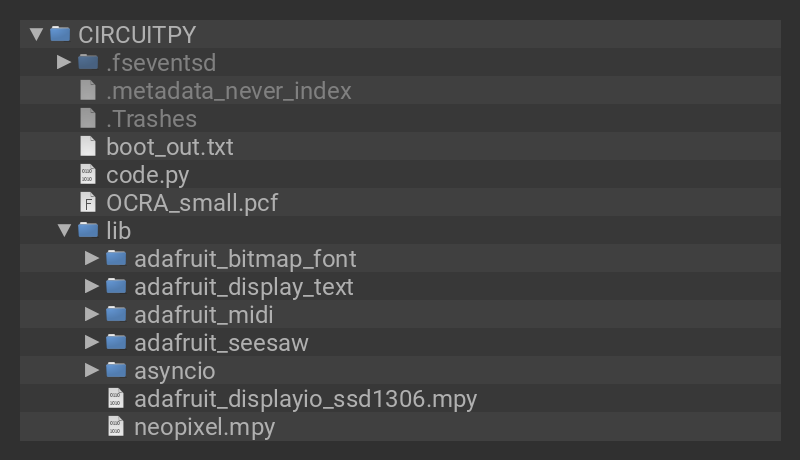 CIRCUITPY
.fseventsd
.metadata_never_index
.Trashes
boot_out.txt
code.py
OCRA_small.pcf
lib
adafruit_bitmap_font
adafruit_display_text
adafruit_midi
adafruit_seesaw
asyncio
adafruit_displayio_ssd1306.mpy
neopixel.mpy